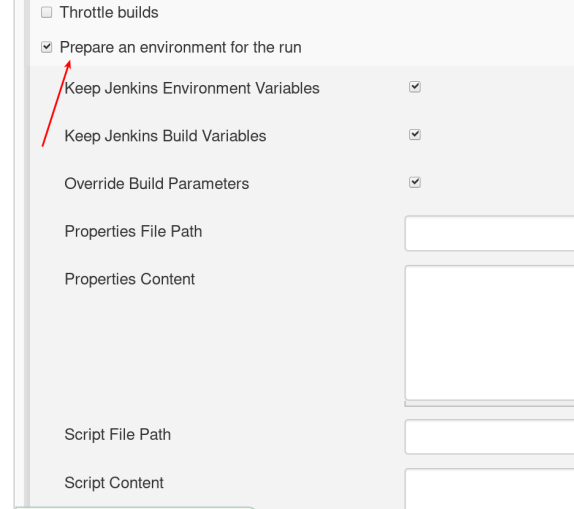 Throttle builds
Prepare an environment for the run
Keep Jenkins Environment Variables
Keep Jenkins Build Variables
Override Build Parameters
Properties File Path
Properties Content
Script File Path
Script Content